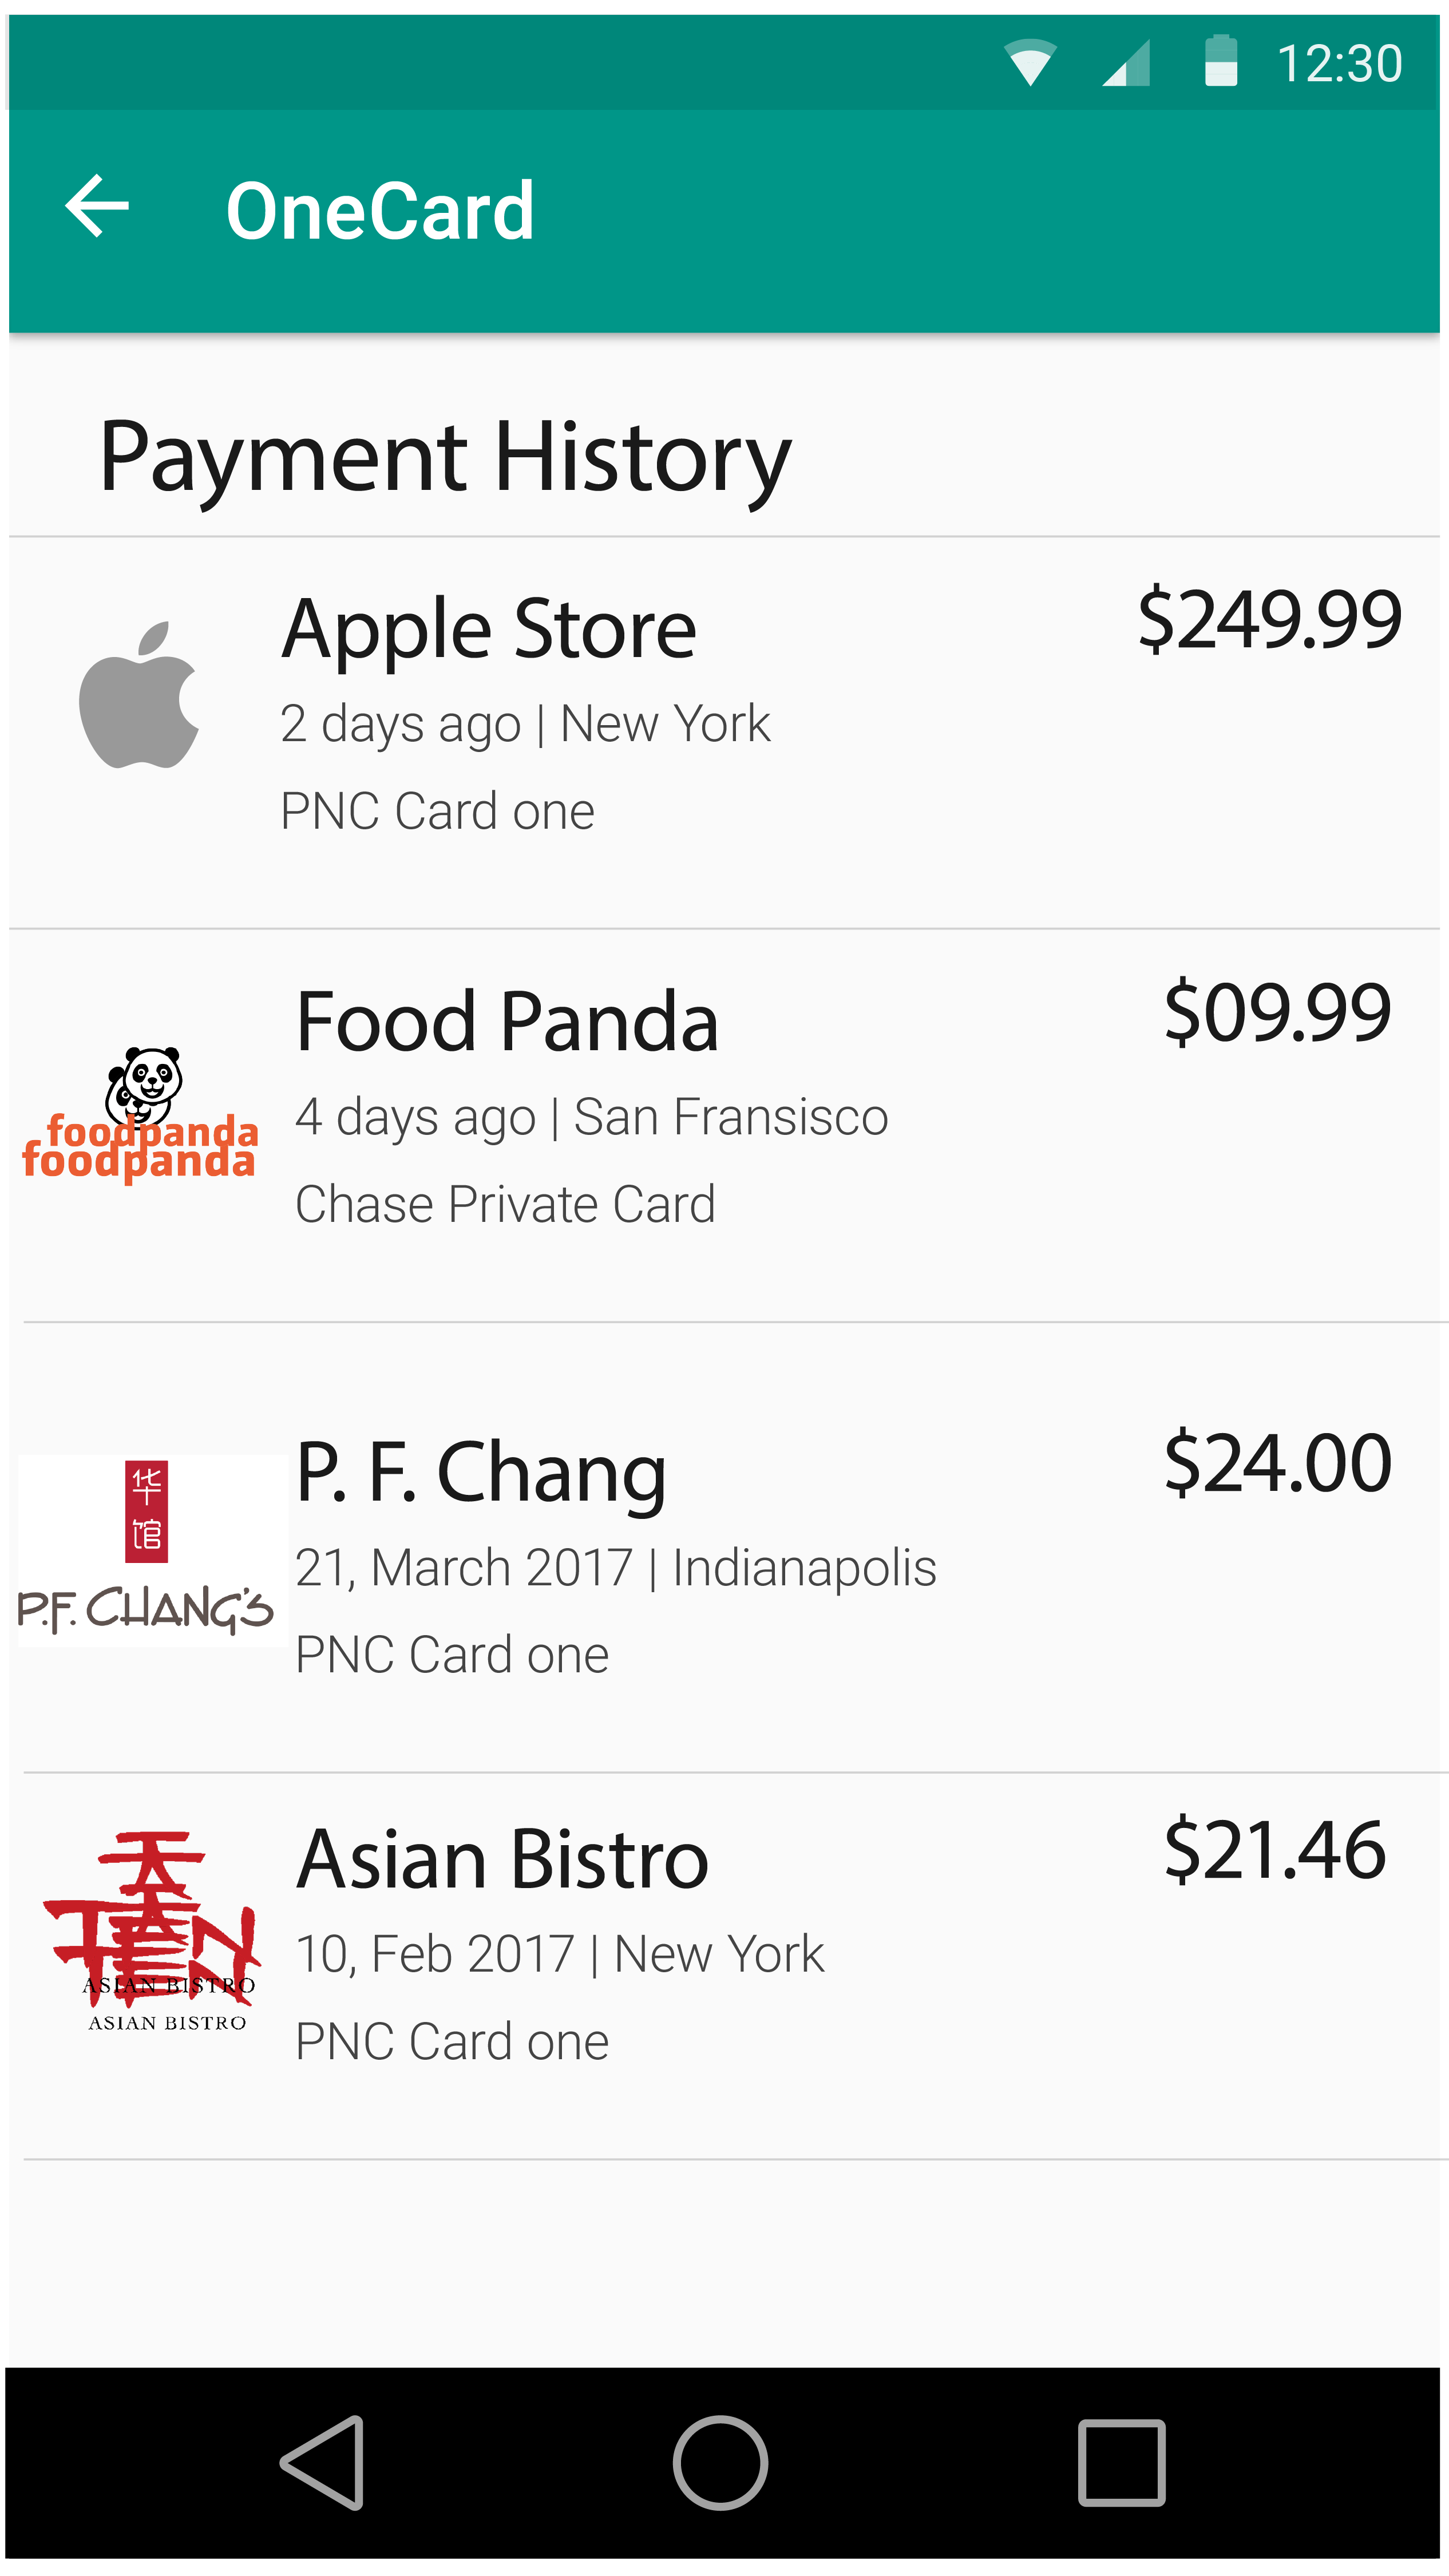 12:30
OneCard
Payment History
Apple Store
$249.99
2 days ago | New York
PNC Card one
Food Panda
$09.99
foodpanda
foodpanda
4 days ago | San Fransisco
Chase Private Card
华
馆
P.F. CHANG'S
P. F. Chang
$24.00
21, March 2017 | Indianapolis
PNC Card one
Asian Bistro
$21.46
TEN
ASIAN BISTRO
ASIAN BISTRO
10, Feb 2017 | New York
PNC Card one